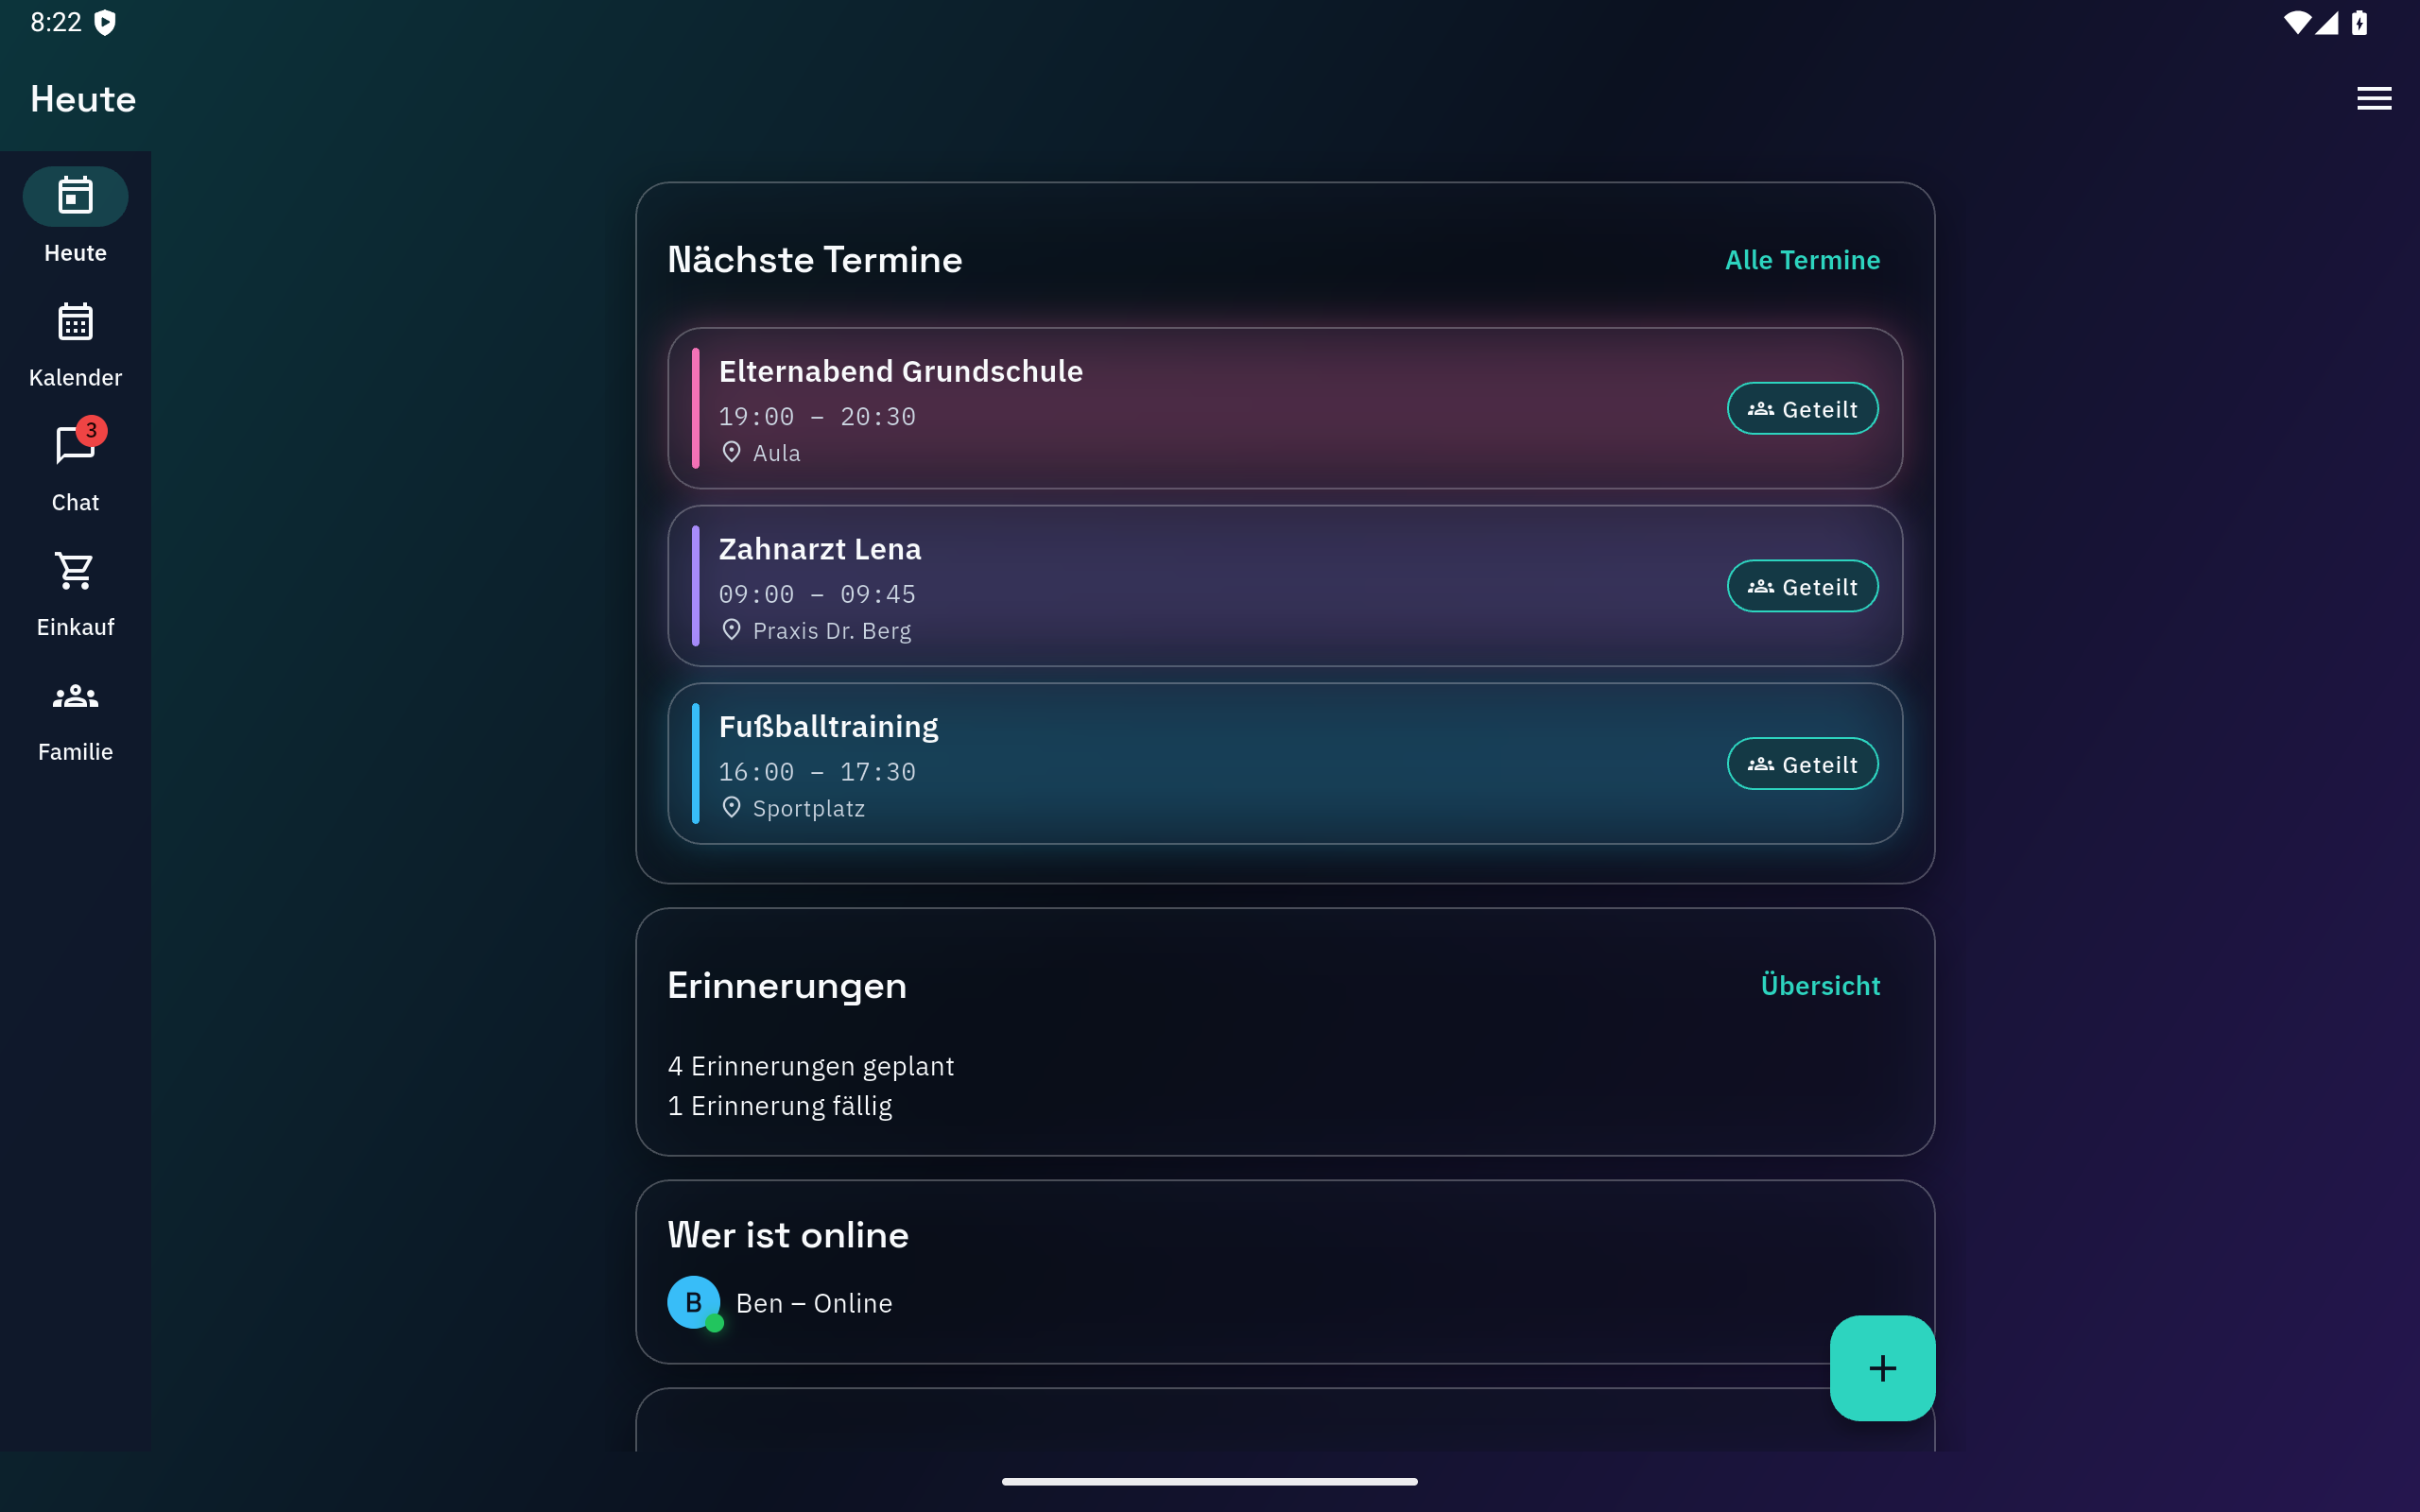 8:22
Heute
Heute
Kalender
3
Chat
Einkauf
Familie
Nächste Termine
Alle Termine
Elternabend Grundschule
19:00 – 20:30
Aula
Geteilt
Zahnarzt Lena
09:00 – 09:45
Praxis Dr. Berg
Geteilt
Fußballtraining
16:00 – 17:30
Sportplatz
Geteilt
Erinnerungen
Übersicht
4 Erinnerungen geplant
1 Erinnerung fällig
Wer ist online
B
Ben – Online